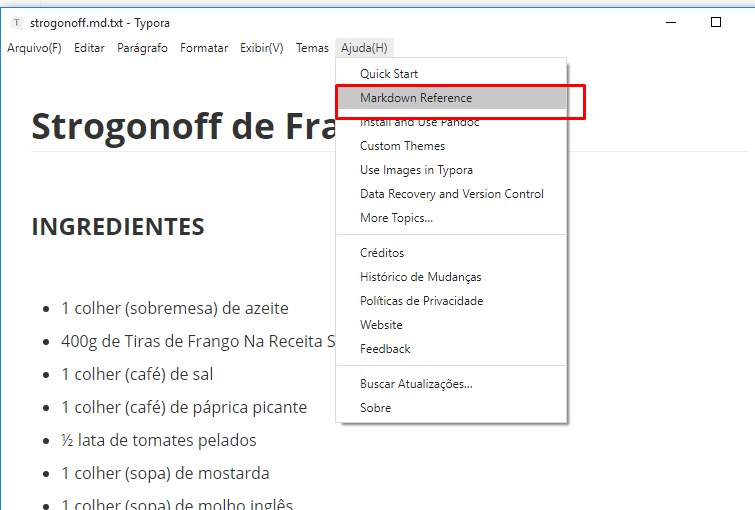 T strogonoff.md.txt - Typora
Arquivo(F) Editar Parágrafo Formatar Exibir(V) Temas Ajuda(H)
Quick Start
Markdown Reference
Install and Use Pandoc
Custom Themes
Use Images in Typora
Data Recovery and Version Control
More Topics...
Créditos
Histórico de Mudanças
Políticas de Privacidade
Website
Feedback
Buscar Atualizações...
Sobre
Strogonoff de Fra
INGREDIENTES
• 1 colher (sobremesa) de azeite
• 400g de Tiras de Frango Na Receita S
• 1 colher (café) de sal
• 1 colher (café) de páprica picante
• ½ lata de tomates pelados
• 1 colher (sopa) de mostarda
• 1 colher (sopa) de molho inglês